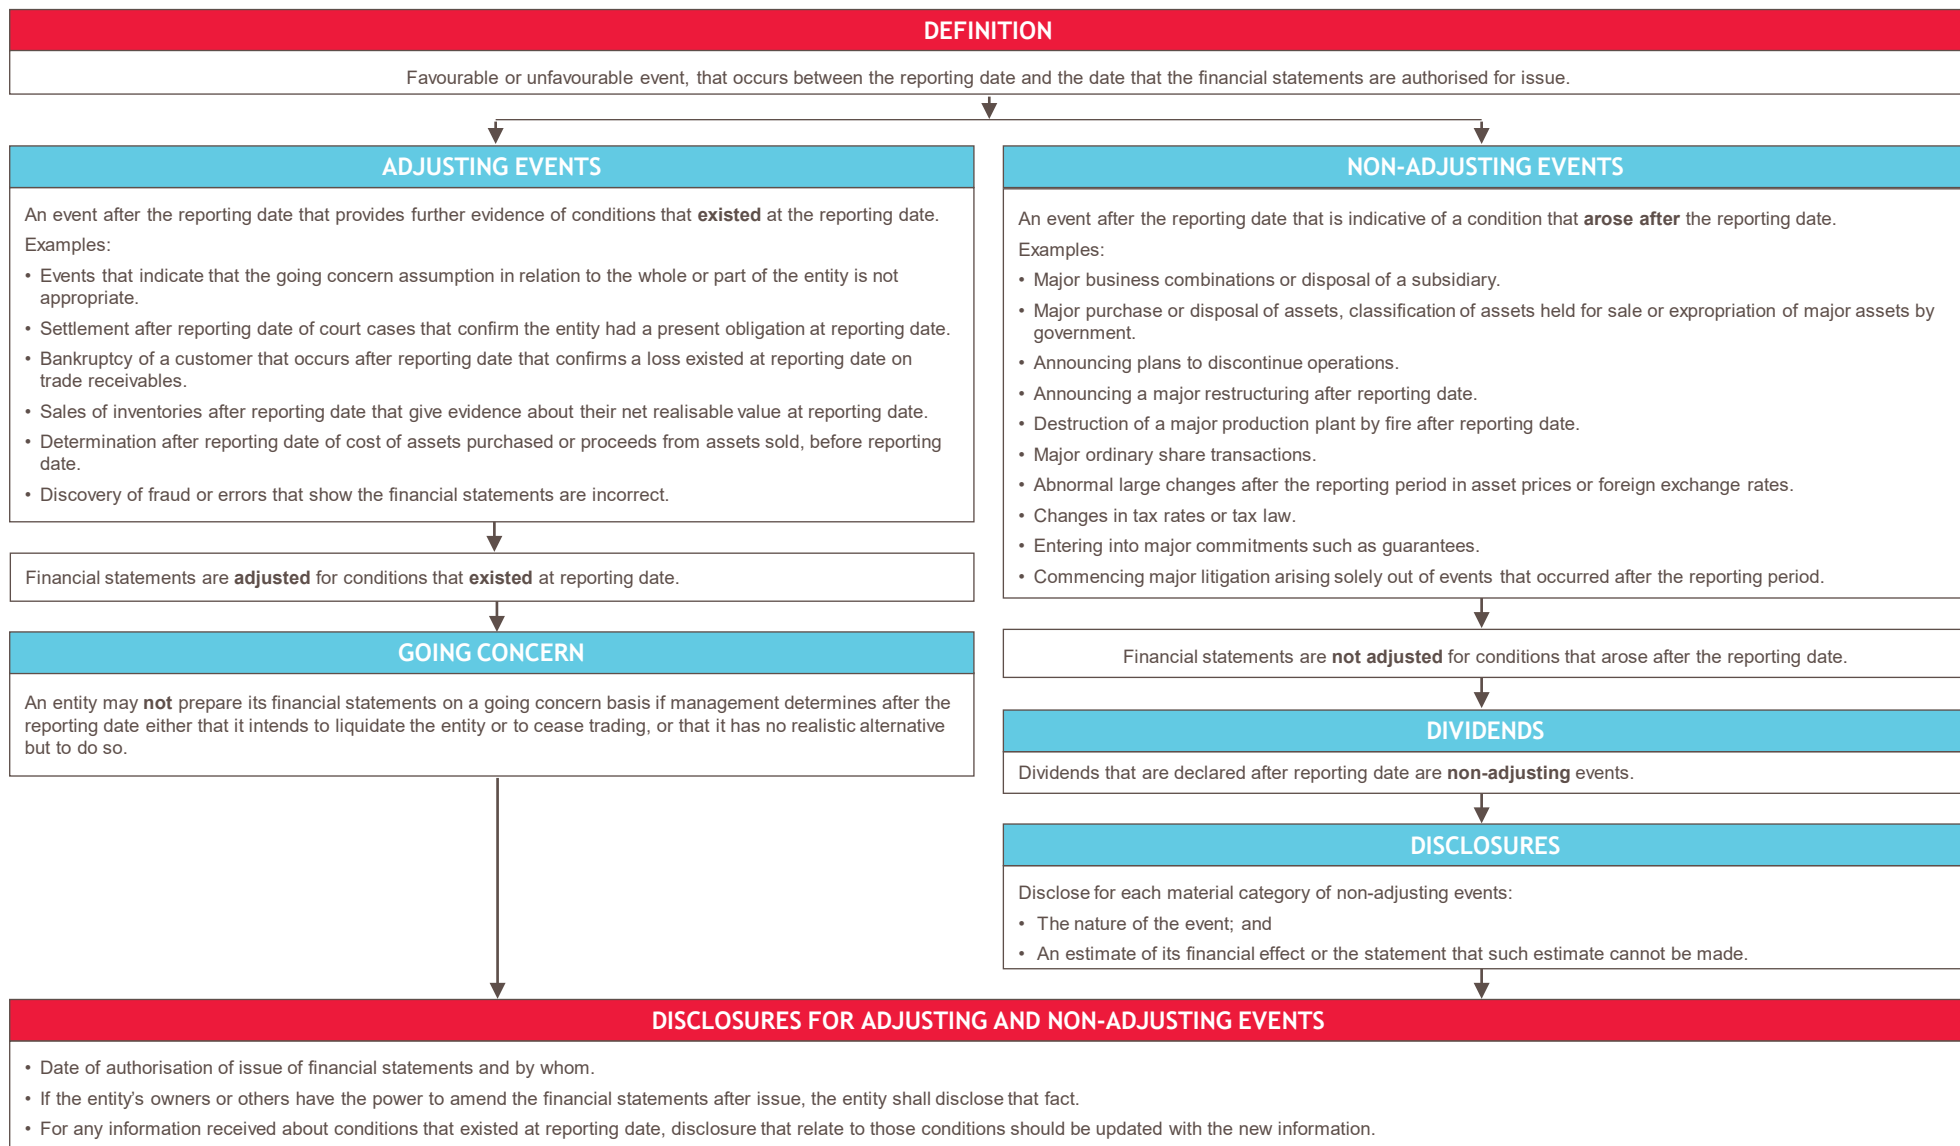 DEFINITION
Favourable or unfavourable event, that occurs between the reporting date and the date that the financial statements are authorised for issue.
ADJUSTING EVENTS
An event after the reporting date that provides further evidence of conditions that existed at the reporting date.
Examples:
• Events that indicate that the going concern assumption in relation to the whole or part of the entity is not
appropriate.
• Settlement after reporting date of court cases that confirm the entity had a present obligation at reporting date.
• Bankruptcy of a customer that occurs after reporting date that confirms a loss existed at reporting date on
trade receivables.
• Sales of inventories after reporting date that give evidence about their net realisable value at reporting date.
• Determination after reporting date of cost of assets purchased or proceeds from assets sold, before reporting
date.
• Discovery of fraud or errors that show the financial statements are incorrect.
Financial statements are adjusted for conditions that existed at reporting date.
GOING CONCERN
An entity may not prepare its financial statements on a going concern basis if management determines after the
reporting date either that it intends to liquidate the entity or to cease trading, or that it has no realistic alternative
but to do so.
NON-ADJUSTING EVENTS
An event after the reporting date that is indicative of a condition that arose after the reporting date.
Examples:
• Major business combinations or disposal of a subsidiary.
• Major purchase or disposal of assets, classification of assets held for sale or expropriation of major assets by
government.
• Announcing plans to discontinue operations.
• Announcing a major restructuring after reporting date.
• Destruction of a major production plant by fire after reporting date.
• Major ordinary share transactions.
• Abnormal large changes after the reporting period in asset prices or foreign exchange rates.
• Changes in tax rates or tax law.
• Entering into major commitments such as guarantees.
• Commencing major litigation arising solely out of events that occurred after the reporting period.
Financial statements are not adjusted for conditions that arose after the reporting date.
DIVIDENDS
Dividends that are declared after reporting date are non-adjusting events.
DISCLOSURES
Disclose for each material category of non-adjusting events:
• The nature of the event; and
• An estimate of its financial effect or the statement that such estimate cannot be made.
DISCLOSURES FOR ADJUSTING AND NON-ADJUSTING EVENTS
• Date of authorisation of issue of financial statements and by whom.
• If the entity's owners or others have the power to amend the financial statements after issue, the entity shall disclose that fact.
• For any information received about conditions that existed at reporting date, disclosure that relate to those conditions should be updated with the new information.